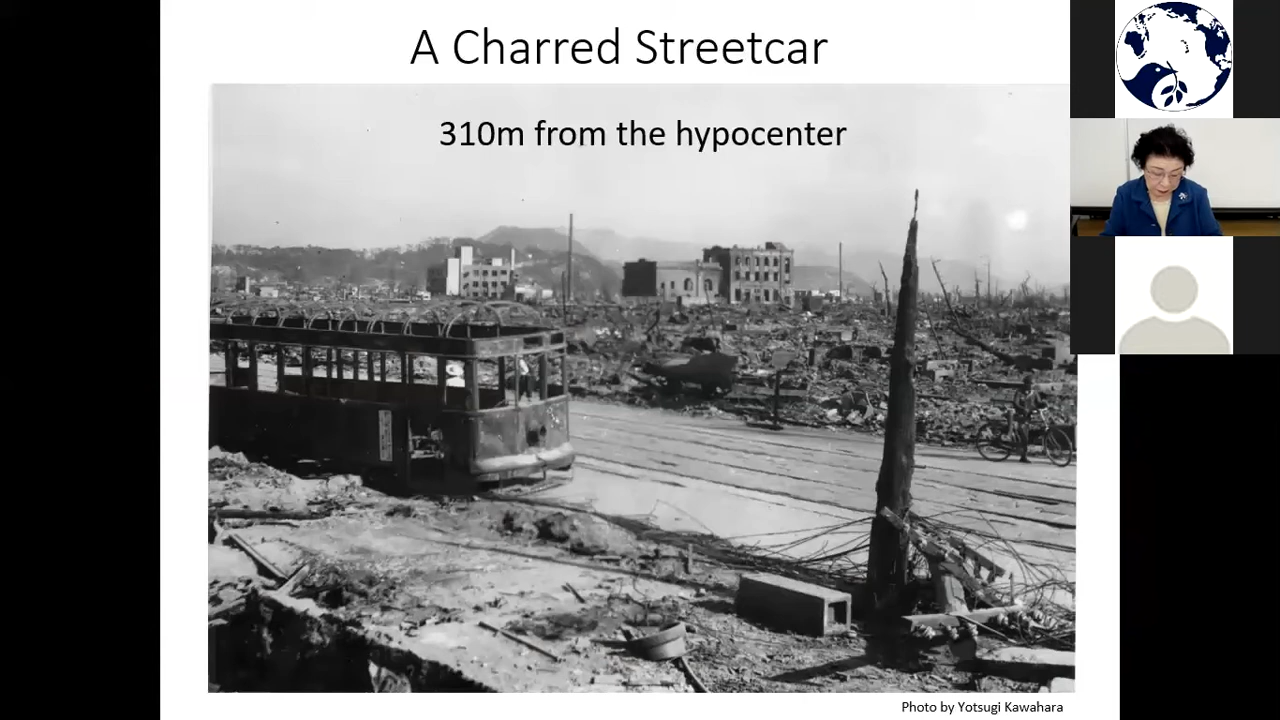 A Charred Streetcar
310m from the hypocenter
Photo by Yotsugi Kawahara